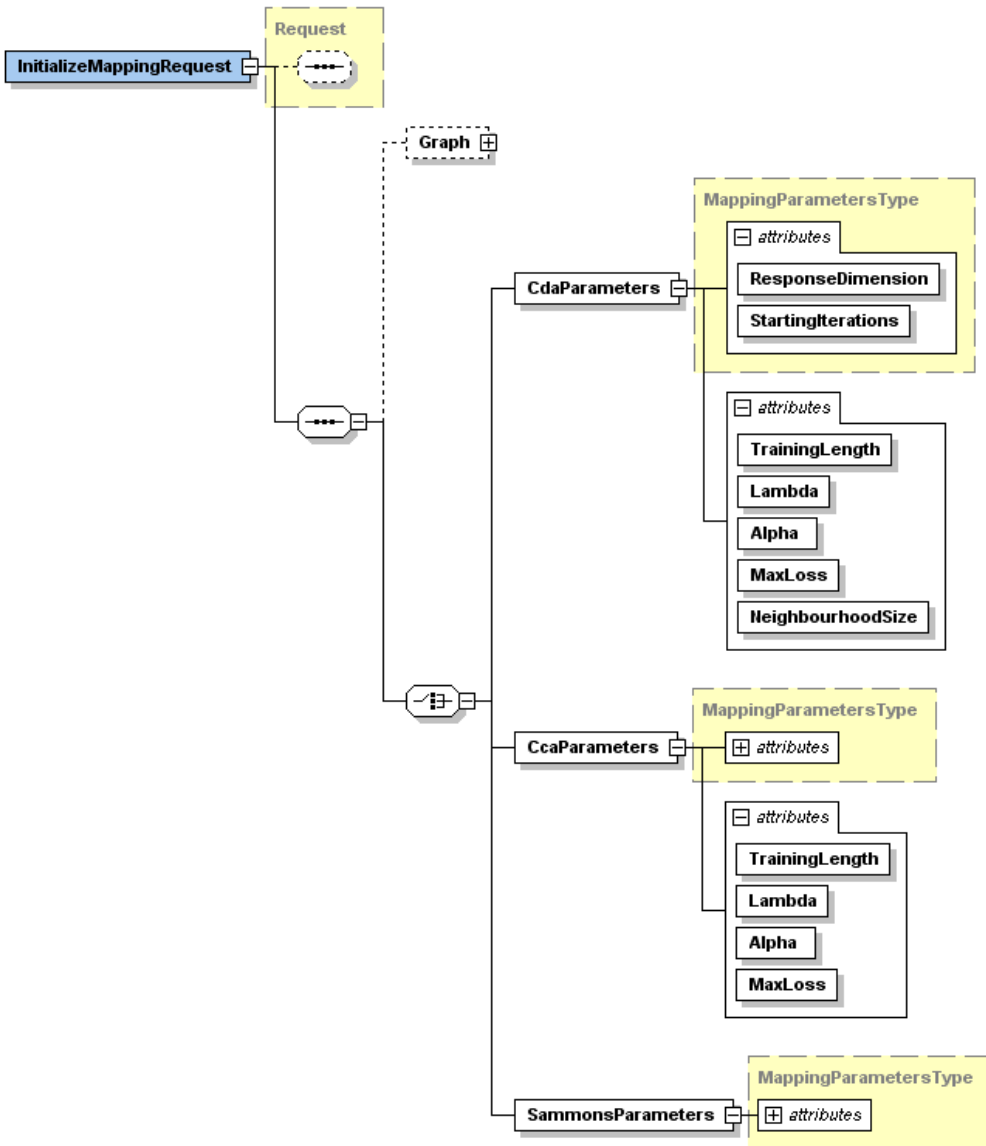 Request
InitializeMappingRequest
Graph
MappingParametersType
attributes
CdaParameters
ResponseDimension
StartingIterations
attributes
TrainingLength
Lambda
Alpha
MaxLoss
NeighbourhoodSize
MappingParametersType
CcaParameters
attributes
attributes
TrainingLength
Lambda
Alpha
MaxLoss
MappingParametersType
SammonsParameters
attributes